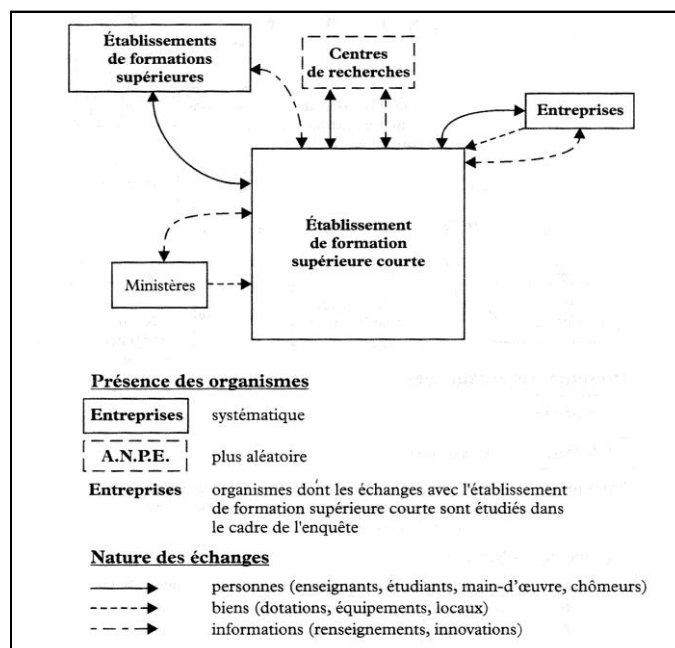 Établissements
de formations
supérieures
Centres
de recherches
Entreprises
Établissement
de formation
supérieure courte
Ministères
Présence des organismes
Entreprises systématique
A.N.P.E. plus aléatoire
Entreprises organismes dont les échanges avec l'établissement
de formation supérieure courte sont étudiés dans
le cadre de l'enquête
Nature des échanges
personnes (enseignants, étudiants, main-d'œuvre, chômeurs)
biens (dotations, équipements, locaux)
informations (renseignements, innovations)